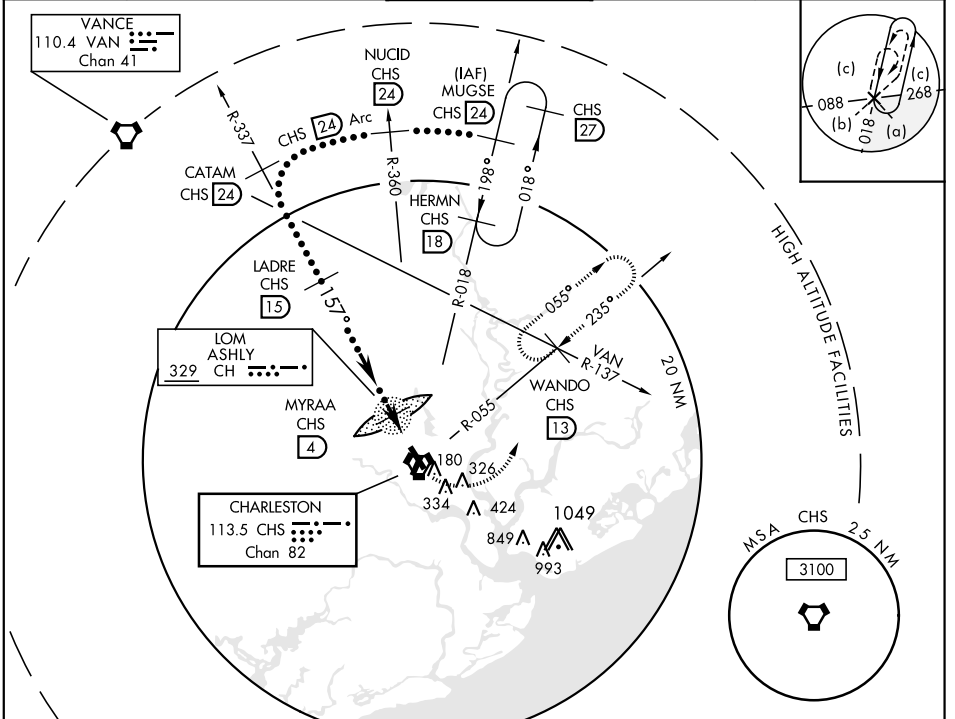 VANCE
110.4 VAN
Chan 41
NUCID
CHS
24
(IAF)
MUGSE
CHS 24
CHS
27
R-337
CHS 24 Arc
R-360
198°
018°
CATAM
CHS 24
HERMN
CHS
18
R-018
LADRE
CHS
15
157°
055°
235°
HIGH ALTITUDE FACILITIES
LOM
ASHLY
329 CH
VAN
R-137
20 NM
WANDO
CHS
13
R-055
MYRAA
CHS
4
180
326
334
424
849
993
1049
CHARLESTON
113.5 CHS
Chan 82
MSA CHS 25 NM
3100
(c)
(c)
088
268
(b)
(a)
018